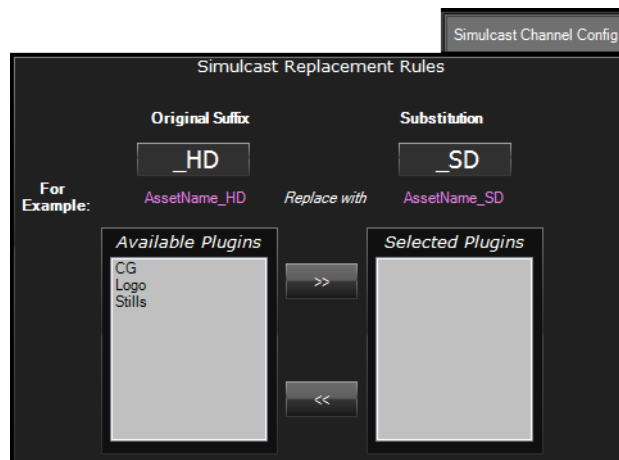 Simulcast Channel Config
Simulcast Replacement Rules
Original Suffix
Substitution
_HD
_SD
For
Example:
AssetName_HD
Replace with
AssetName_SD
Available Plugins
Selected Plugins
CG
Logo
Stills
>>
<<